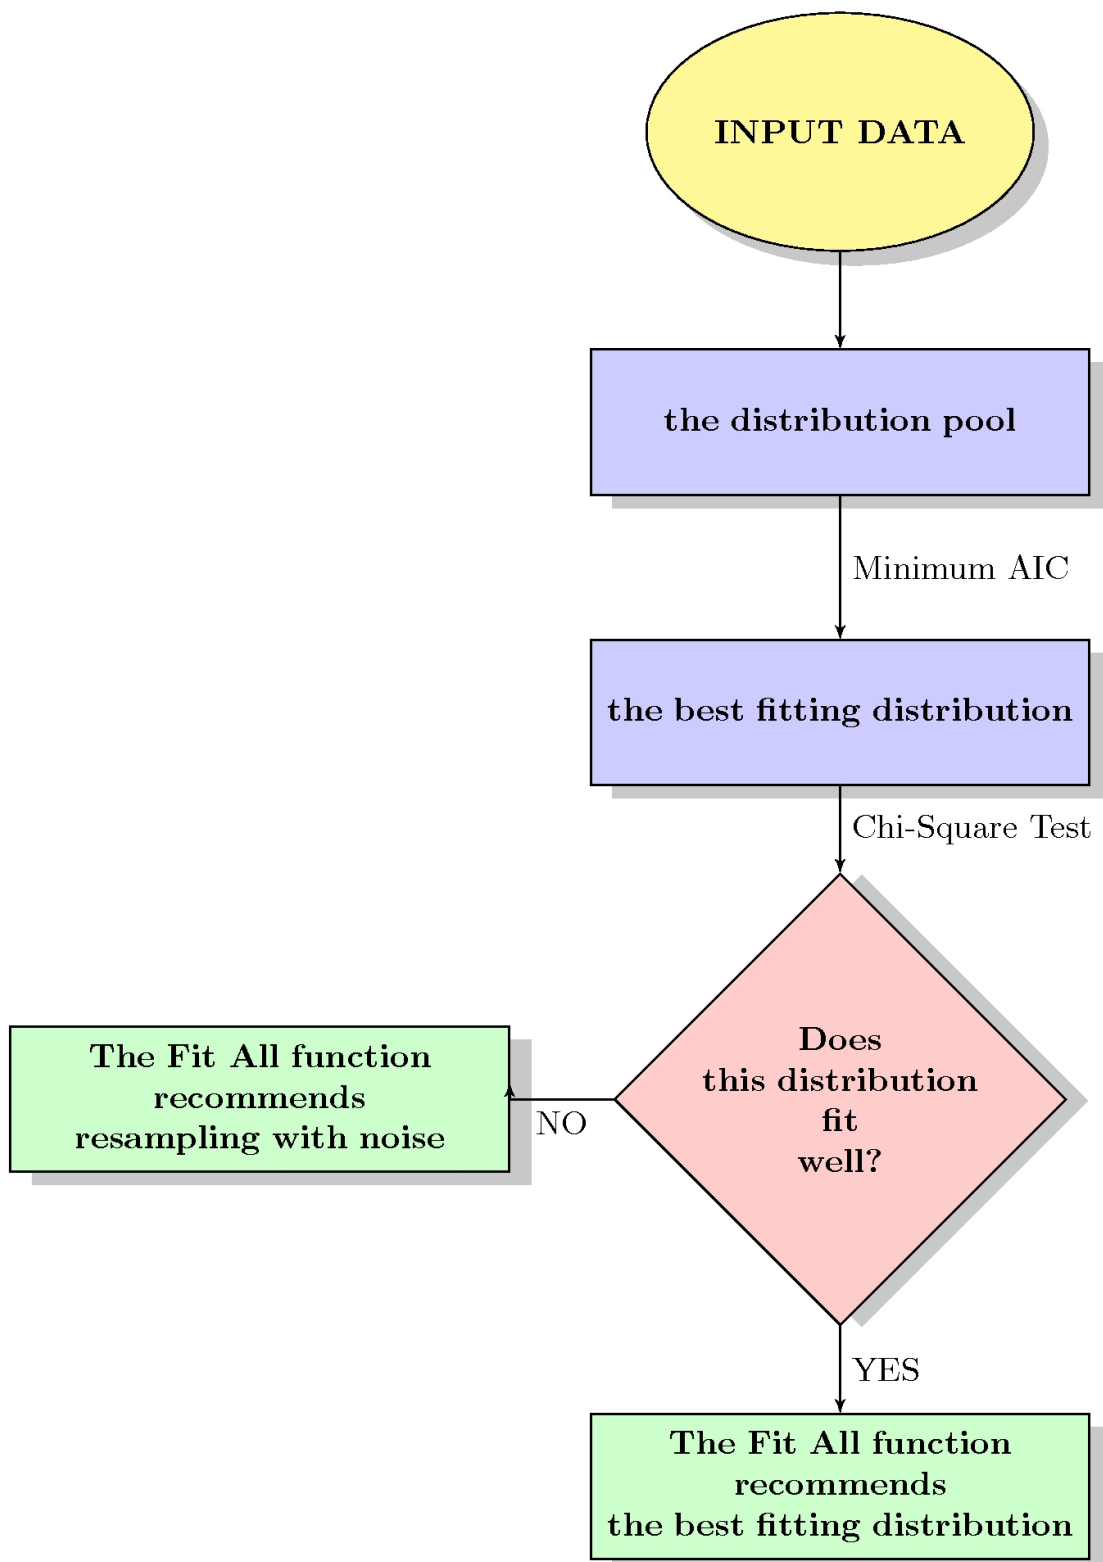 INPUT DATA
the distribution pool
Minimum AIC
the best fitting distribution
Chi-Square Test
Does
this distribution
fit
well?
NO
The Fit All function
recommends
resampling with noise
YES
The Fit All function
recommends
the best fitting distribution